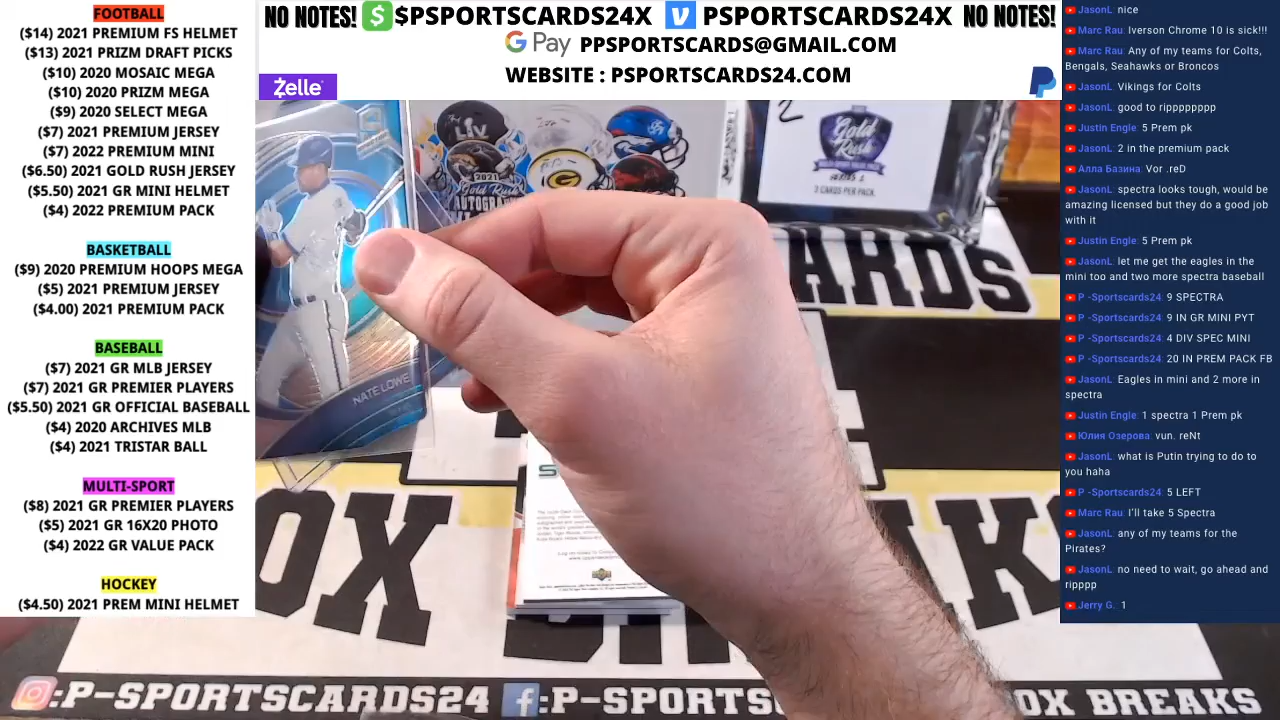 FOOTBALL
($14) 2021 PREMIUM FS HELMET
($13) 2021 PRIZM DRAFT PICKS
($10) 2020 MOSAIC MEGA
($10) 2020 PRIZM MEGA
($9) 2020 SELECT MEGA
($7) 2021 PREMIUM JERSEY
($7) 2022 PREMIUM MINI
($6.50) 2021 GOLD RUSH JERSEY
($5.50) 2021 GR MINI HELMET
($4) 2022 PREMIUM PACK
BASKETBALL
($9) 2020 PREMIUM HOOPS MEGA
($5) 2021 PREMIUM JERSEY
($4.00) 2021 PREMIUM PACK
BASEBALL
($7) 2021 GR MLB JERSEY
($7) 2021 GR PREMIER PLAYERS
($5.50) 2021 GR OFFICIAL BASEBALL
($4) 2020 ARCHIVES MLB
($4) 2021 TRISTAR BALL
MULTI-SPORT
($8) 2021 GR PREMIER PLAYERS
($5) 2021 GR 16X20 PHOTO
($4) 2022 GR VALUE PACK
HOCKEY
($4.50) 2021 PREM MINI HELMET
NO NOTES! $ $PSPORTSCARDS24X V PSPORTSCARDS24X NO NOTES!
G Pay PPSPORTSCARDS@GMAIL.COM
WEBSITE : PSPORTSCARDS24.COM
Zelle
LIV
2021
Gold Rush
AUTOGRAPH
G
2
Gold
Rush
SERIES 1
2 CARDS PER PACK
NATE LOWE
S
ARDS
OX
:P-SPORTSCARDS24 f:P-SPORTSC
OX BREAKS
JasonL nice
Marc Rau: Iverson Chrome 10 is sick!!!
Marc Rau: Any of my teams for Colts,
Bengals, Seahawks or Broncos
JasonL: Vikings for Colts
JasonL: good to rippppppp
Justin Engle: 5 Prem pk
JasonL: 2 in the premium pack
Алла Базина: Vor .reD
JasonL: spectra looks tough, would be
amazing licensed but they do a good job
with it
Justin Engle: 5 Prem pk
JasonL: let me get the eagles in the
mini too and two more spectra baseball
P -Sportscards24: 9 SPECTRA
P -Sportscards24: 9 IN GR MINI PYT
P -Sportscards24: 4 DIV SPEC MINI
P -Sportscards24: 20 IN PREM PACK FB
JasonL: Eagles in mini and 2 more in
spectra
Justin Engle: 1 spectra 1 Prem pk
Юлия Озерова: vun. reNt
JasonL: what is Putin trying to do to
you haha
P -Sportscards24: 5 LEFT
Marc Rau: I'll take 5 Spectra
JasonL: any of my teams for the
Pirates?
JasonL: no need to wait, go ahead and
ripppp
Jerry G. 1